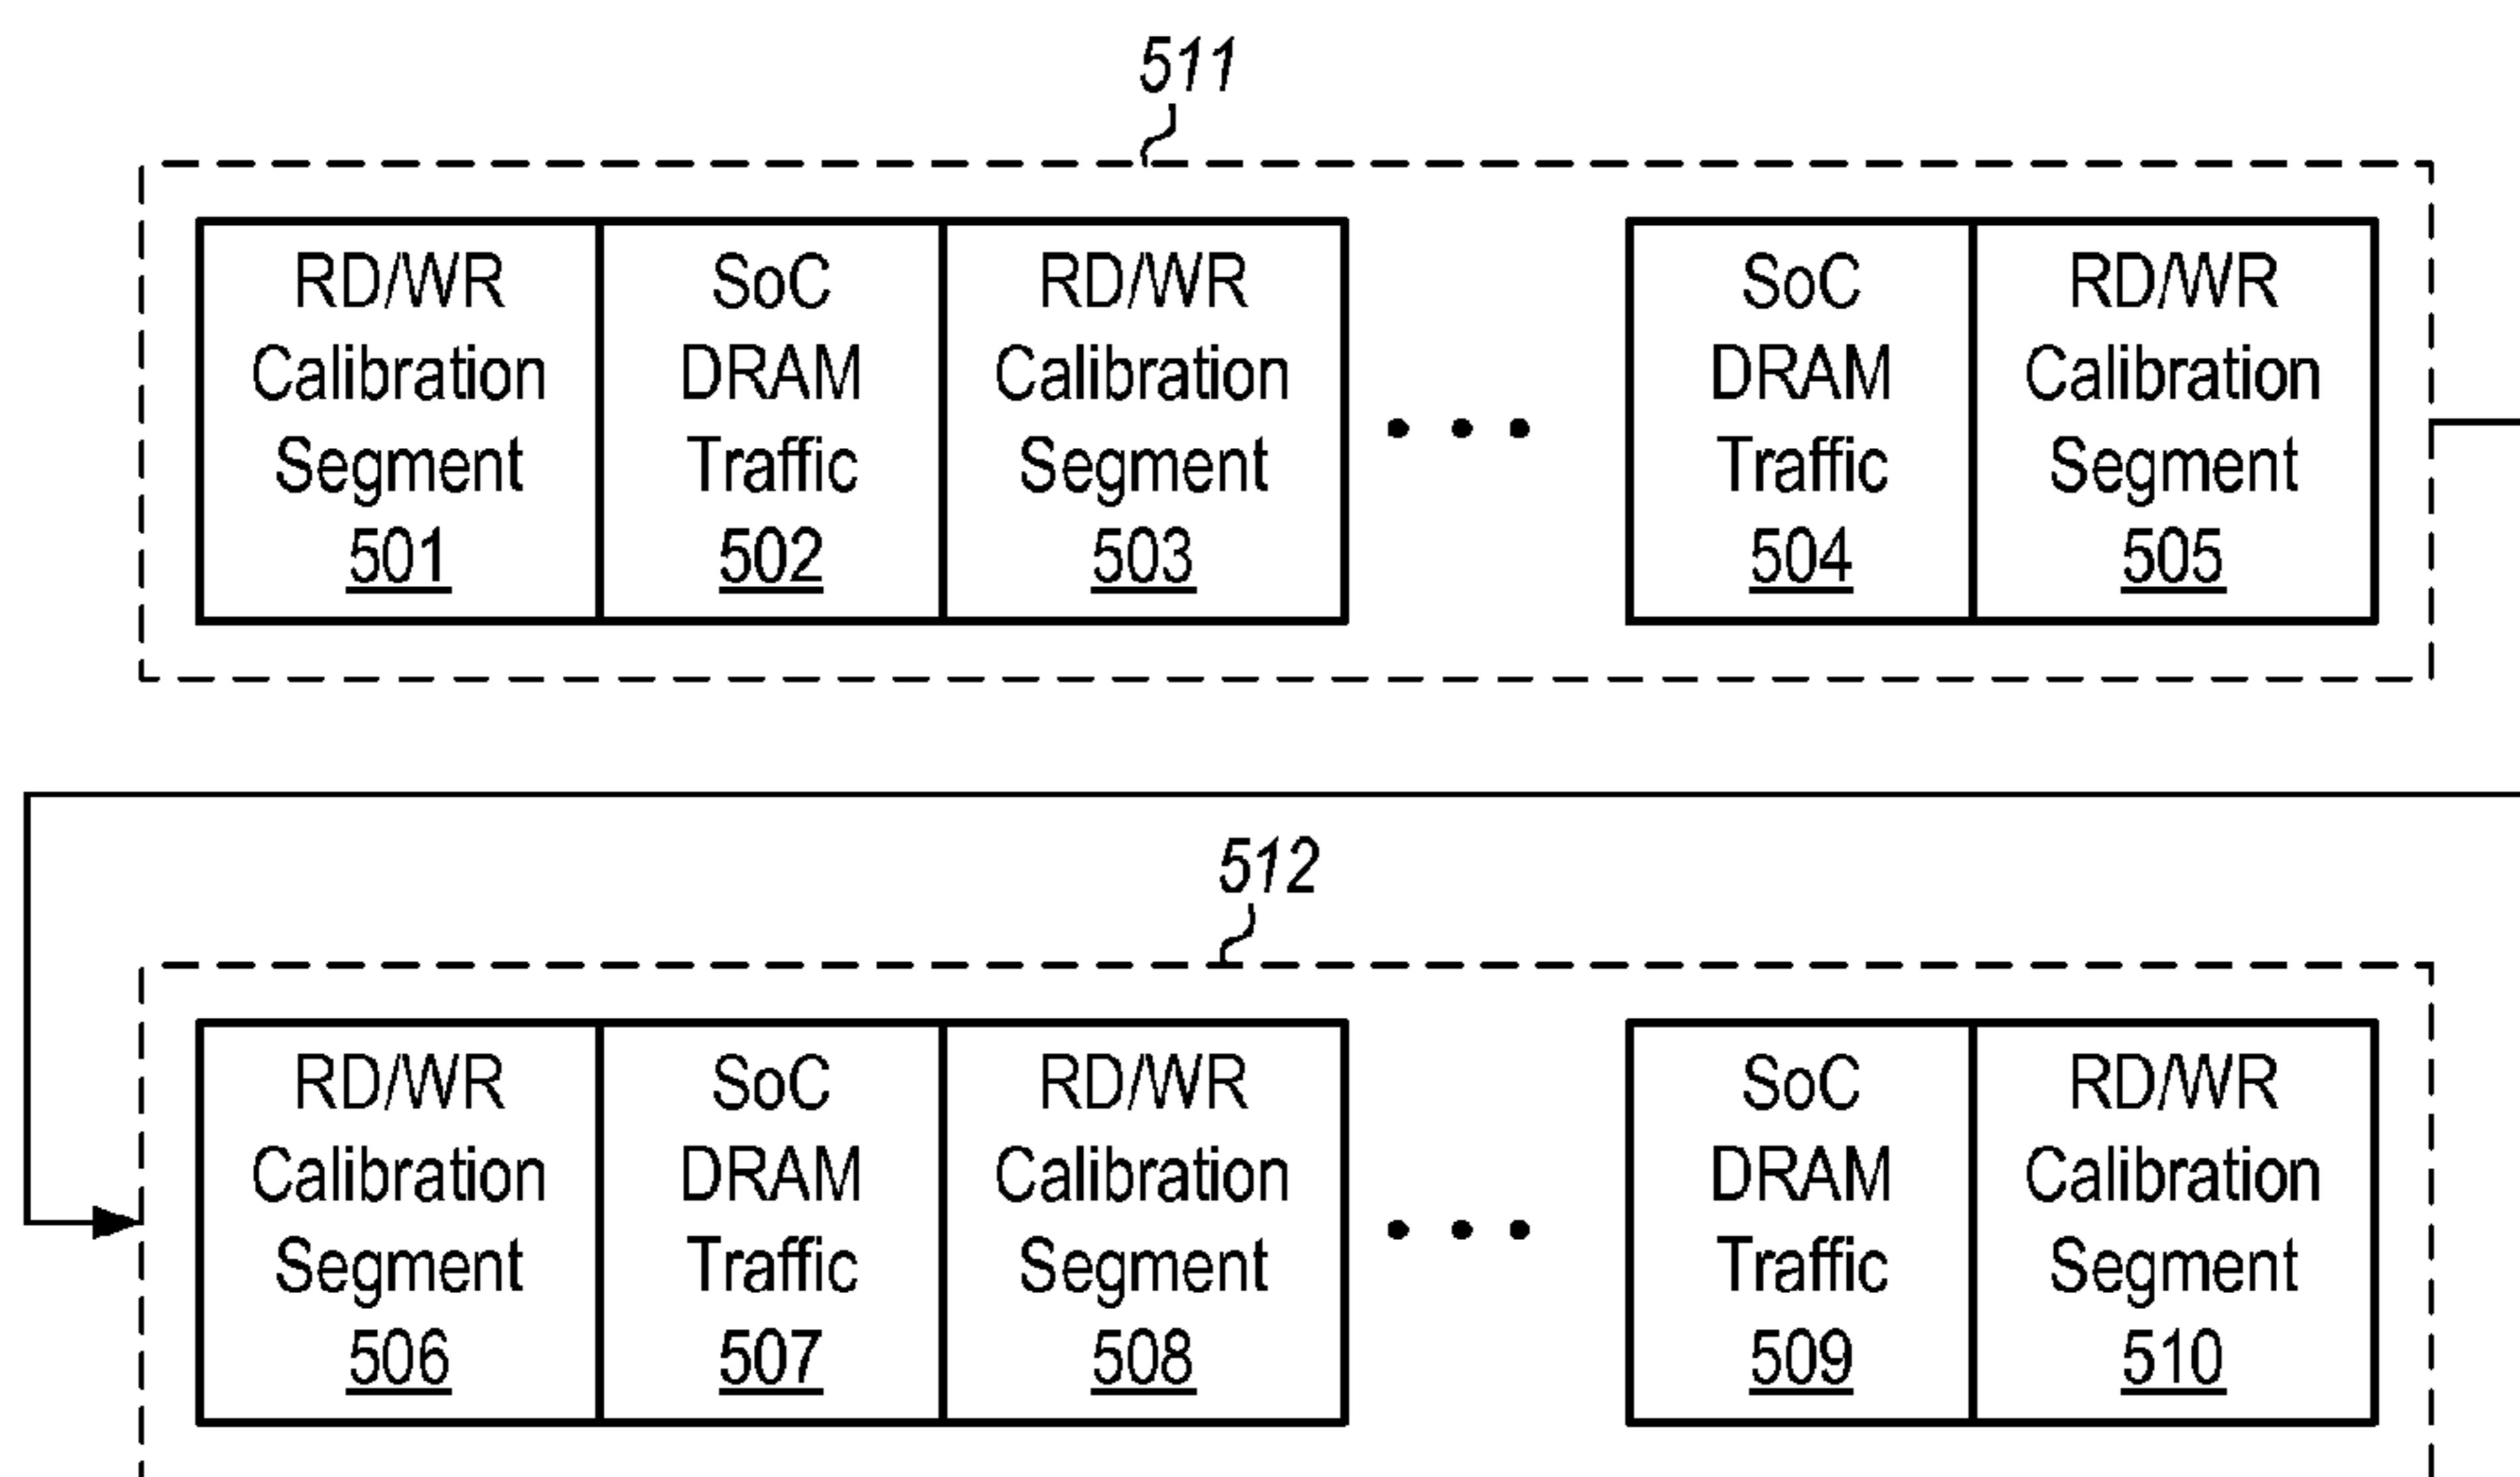 511
RD/WR
Calibration
Segment
501
SoC
DRAM
Traffic
502
RD/WR
Calibration
Segment
503
SoC
DRAM
Traffic
504
RD/WR
Calibration
Segment
505
512
RD/WR
Calibration
Segment
506
SoC
DRAM
Traffic
507
RD/WR
Calibration
Segment
508
SoC
DRAM
Traffic
509
RD/WR
Calibration
Segment
510